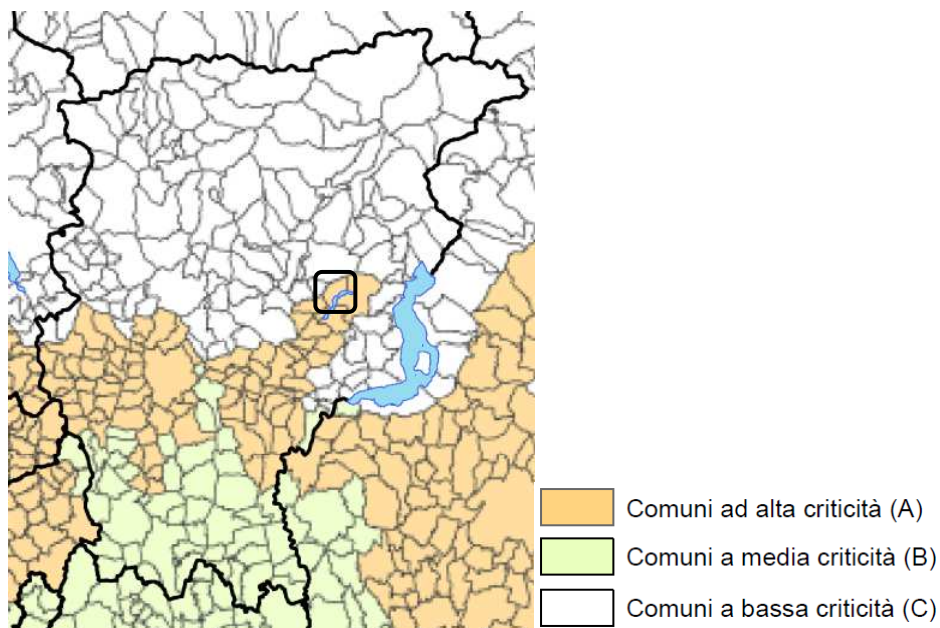 Comuni ad alta criticità (A)
Comuni a media criticità (B)
Comuni a bassa criticità (C)